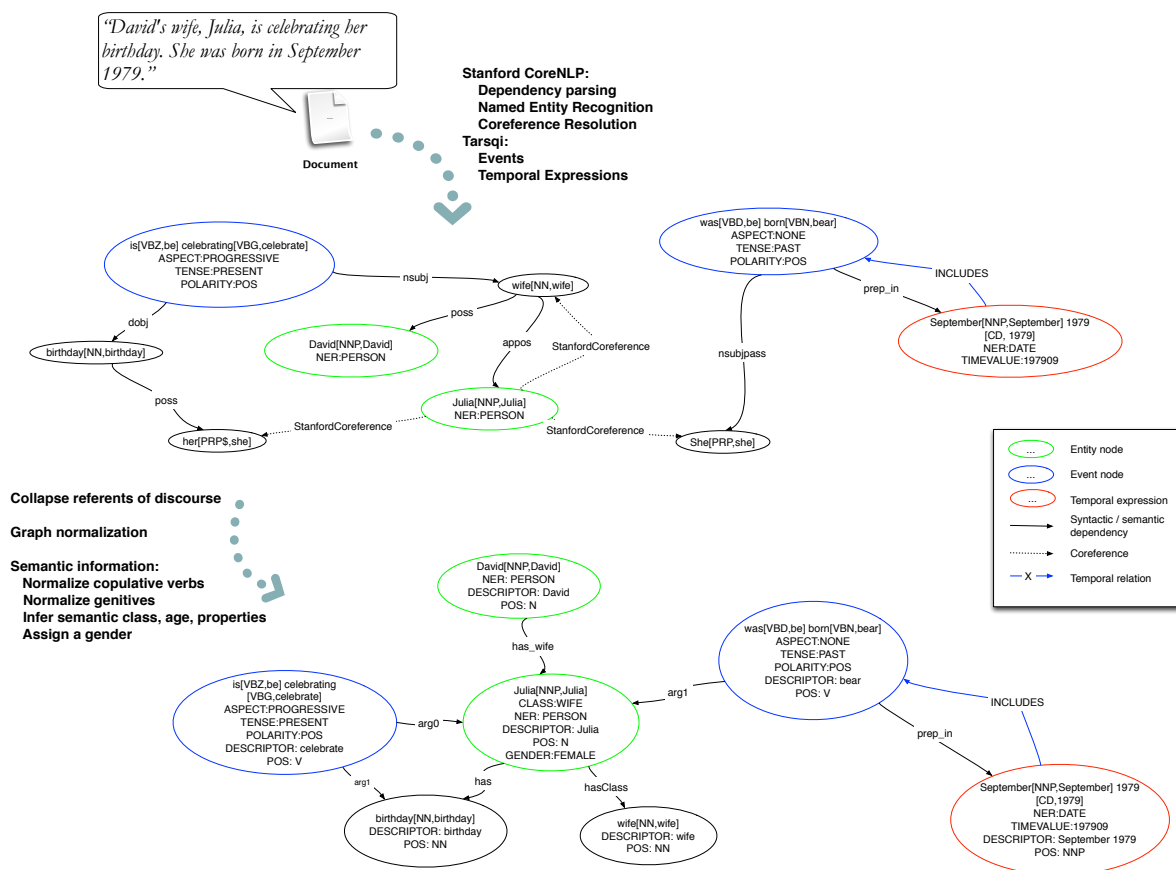 “David's wife, Julia, is celebrating her
birthday. She was born in September
1979.”
Document
Stanford CoreNLP:
Dependency parsing
Named Entity Recognition
Coreference Resolution
Tarsqi:
Events
Temporal Expressions
is[VBZ,be] celebrating[VBG,celebrate]
ASPECT:PROGRESSIVE
TENSE:PRESENT
POLARITY:POS
nsubj
wife[NN,wife]
dobj
birthday[NN,birthday]
poss
David[NNP,David]
NER:PERSON
appos
StanfordCoreference
Julia[NNP,Julia]
NER:PERSON
poss
her[PRP$,she]
StanfordCoreference
StanfordCoreference
She[PRP,she]
was[VBD,be] born[VBN,bear]
ASPECT:NONE
TENSE:PAST
POLARITY:POS
INCLUDES
prep_in
September[NNP,September] 1979
[CD, 1979]
NER:DATE
TIMEVALUE:197909
nsubjpass
...
Entity node
...
Event node
...
Temporal expression
Syntactic / semantic
dependency
Coreference
X
Temporal relation
Collapse referents of discourse
Graph normalization
Semantic information:
Normalize copulative verbs
Normalize genitives
Infer semantic class, age, properties
Assign a gender
David[NNP,David]
NER: PERSON
DESCRIPTOR: David
POS: N
has_wife
is[VBZ,be] celebrating
[VBG,celebrate]
ASPECT:PROGRESSIVE
TENSE:PRESENT
POLARITY:POS
DESCRIPTOR: celebrate
POS: V
arg0
Julia[NNP,Julia]
CLASS:WIFE
NER: PERSON
DESCRIPTOR: Julia
POS: N
GENDER:FEMALE
arg1
was[VBD,be] born[VBN,bear]
ASPECT:NONE
TENSE:PAST
POLARITY:POS
DESCRIPTOR: bear
POS: V
INCLUDES
prep_in
arg1
has
hasClass
birthday[NN,birthday]
DESCRIPTOR: birthday
POS: NN
wife[NN,wife]
DESCRIPTOR: wife
POS: NN
September[NNP,September] 1979
[CD,1979]
NER:DATE
TIMEVALUE:197909
DESCRIPTOR: September 1979
POS: NNP